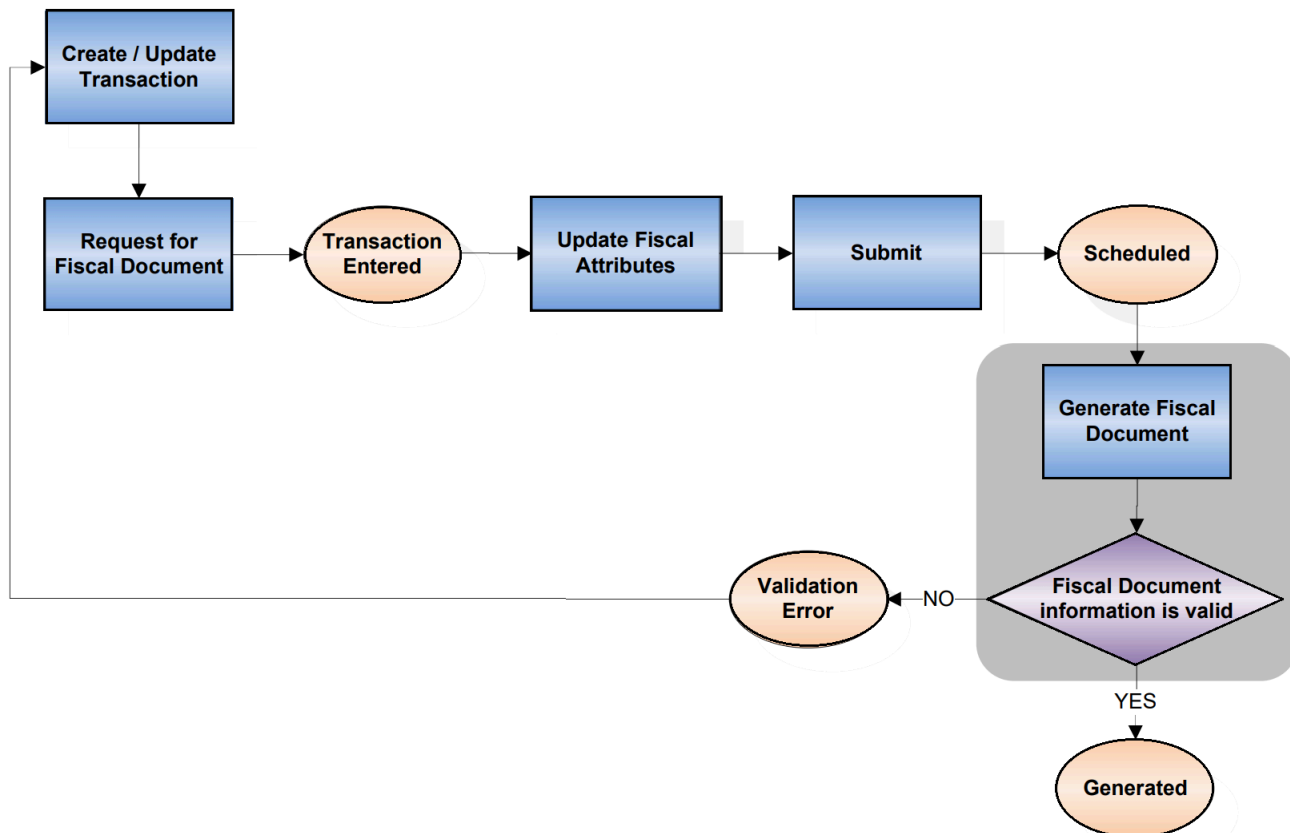 Create / Update
Transaction
Request for
Fiscal Document
Transaction
Entered
Update Fiscal
Attributes
Submit
Scheduled
Generate Fiscal
Document
Fiscal Document
information is valid
NO
Validation
Error
YES
Generated